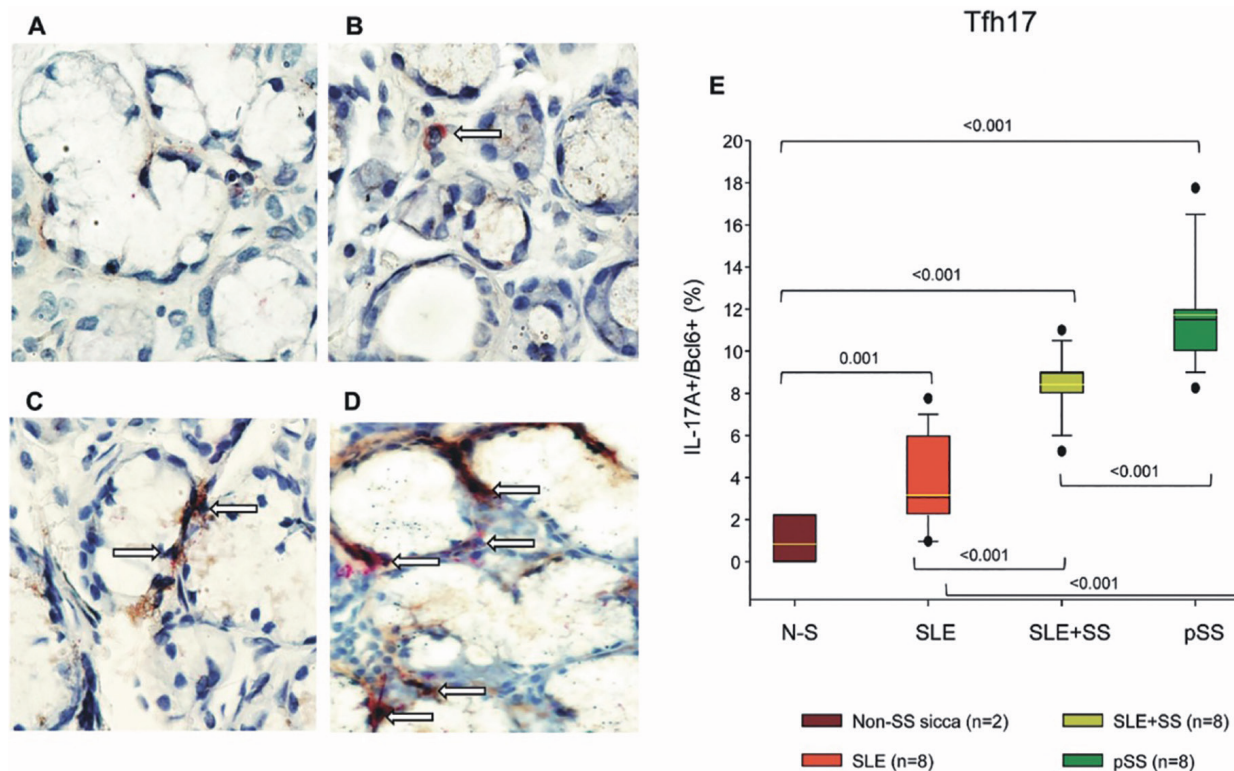 A
B
C
D
Tfh17
E
IL-17A+/Bcl6+ (%)
20
18
16
14
12
10
8
6
4
2
0
<0.001
<0.001
0.001
<0.001
<0.001
<0.001
N-S
SLE
SLE+SS
pSS
Non-SS sicca (n=2)
SLE+SS (n=8)
SLE (n=8)
pSS (n=8)